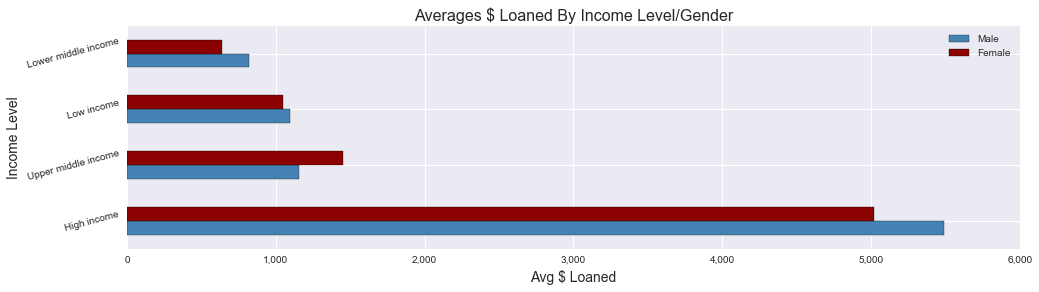 Averages $ Loaned By Income Level/Gender
Male
Female
Income Level
Lower middle income
Low income
Upper middle income
High income
0 1,000 2,000 3,000 4,000 5,000 6,000
Avg $ Loaned